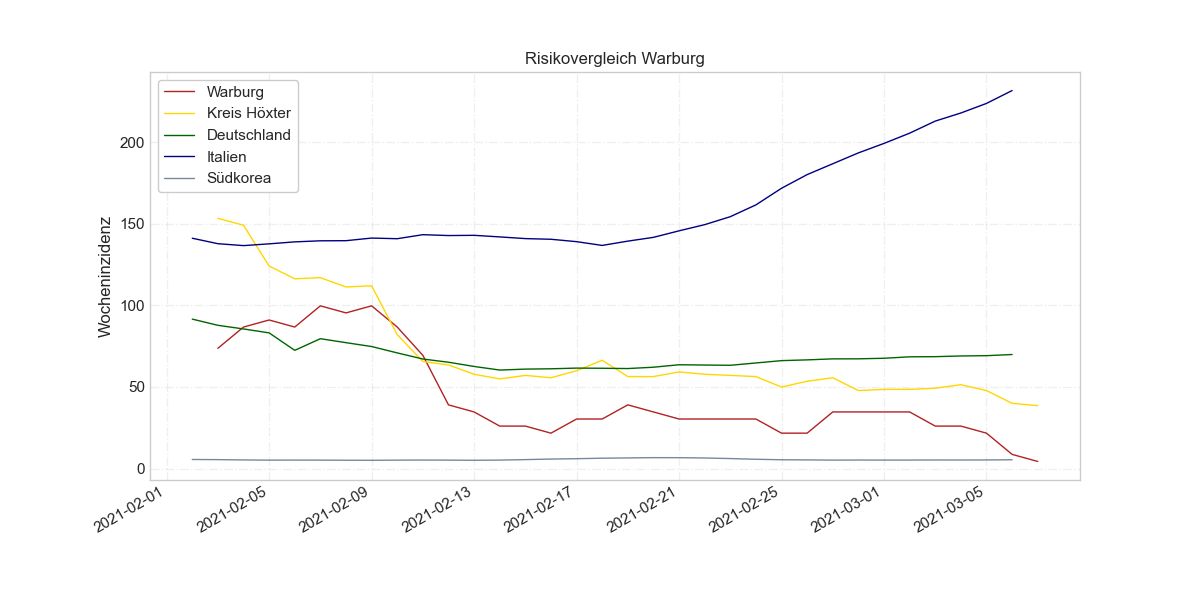 Risikovergleich Warburg
Warburg
Kreis Höxter
Deutschland
Italien
Südkorea
Wocheninzidenz
200
150
100
50
0
2021-02-01
2021-02-05
2021-02-09
2021-02-13
2021-02-17
2021-02-21
2021-02-25
2021-03-01
2021-03-05